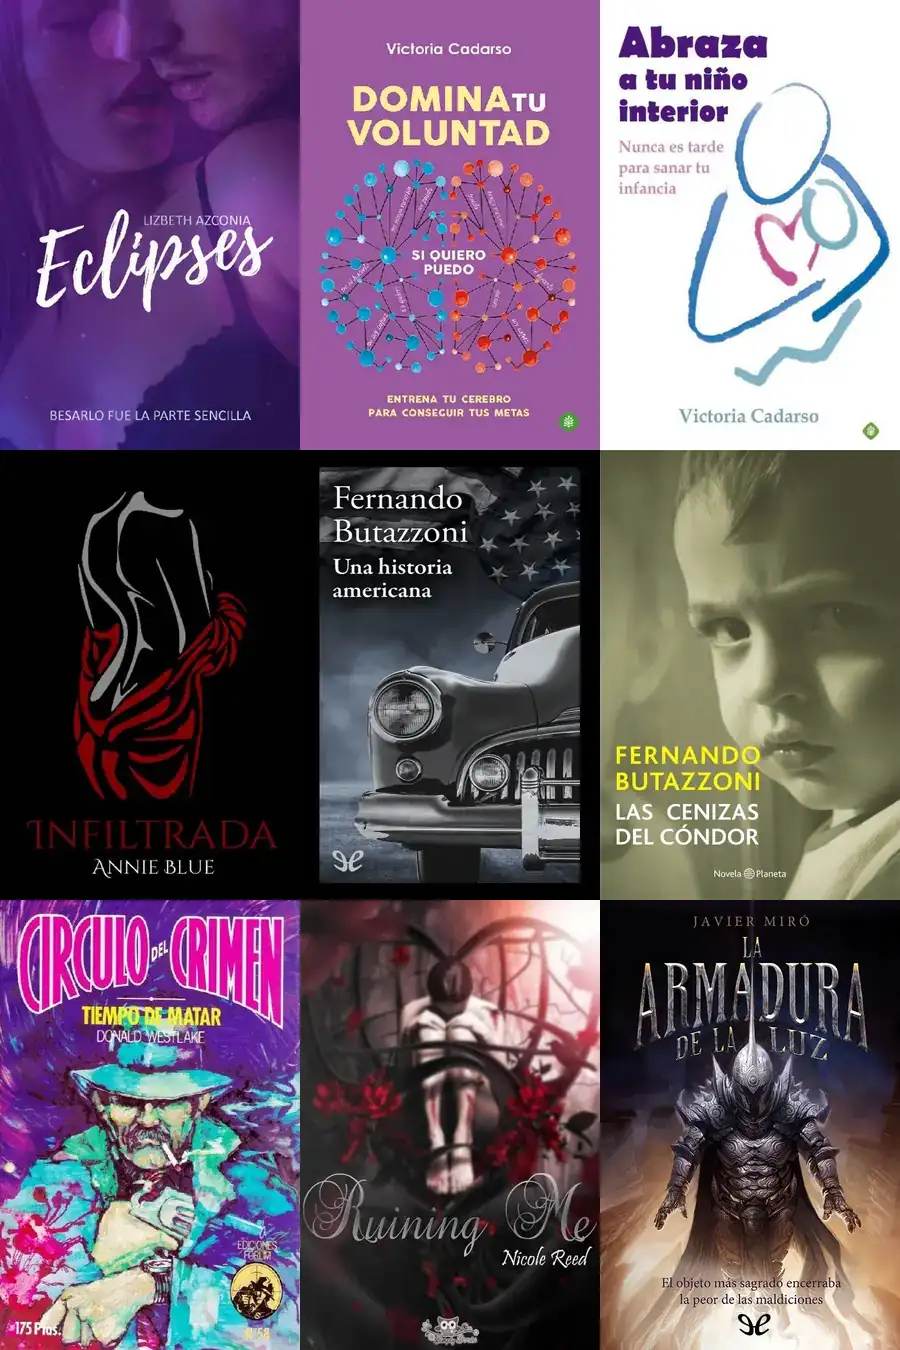 LIZBETH AZCONIA
Eclipses
BESARLO FUE LA PARTE SENCILLA
Victoria Cadarso
DOMINA TU
VOLUNTAD
SI QUIERO
PUEDO
ENTRENA TU CEREBRO
PARA CONSEGUIR TUS METAS
Abraza
a tu niño
interior
Nunca es tarde
para sanar tu
infancia
Victoria Cadarso
INFILTRADA
ANNIE BLUE
Fernando
Butazzoni
Una historia
americana
FERNANDO
BUTAZZONI
LAS CENIZAS
DEL CÓNDOR
Novela Planeta
CIRCULO DEL CRIMEN
TIEMPO DE MATAR
DONALD WESTLAKE
EDICIONES
FORUM
175 Ptas.
N.º 58
Ruining Me
Nicole Reed
JAVIER MIRÓ
LA
ARMADURA
DE LA LUZ
El objeto más sagrado encerraba
la peor de las maldiciones